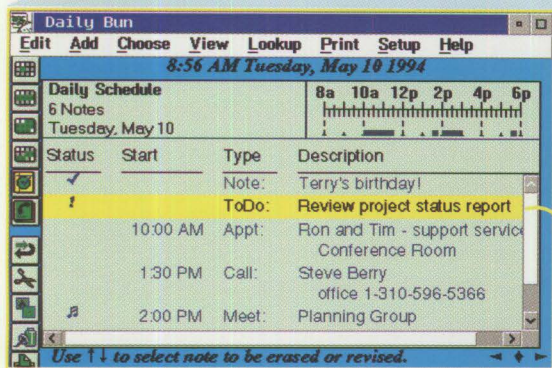 Daily Bun
Edit Add Choose View Lookup Print Setup Help
8:56 AM Tuesday, May 10 1994
Daily Schedule
6 Notes
Tuesday, May 10
8a 10a 12p 2p 4p 6p
Status Start Type Description
Note: Terry's birthday!
! ToDo: Review project status report
10:00 AM Appt: Ron and Tim - support service
Conference Room
1:30 PM Call: Steve Berry
office 1-310-596-5366
♫ 2:00 PM Meet: Planning Group
Use ↑↓ to select note to be erased or revised.